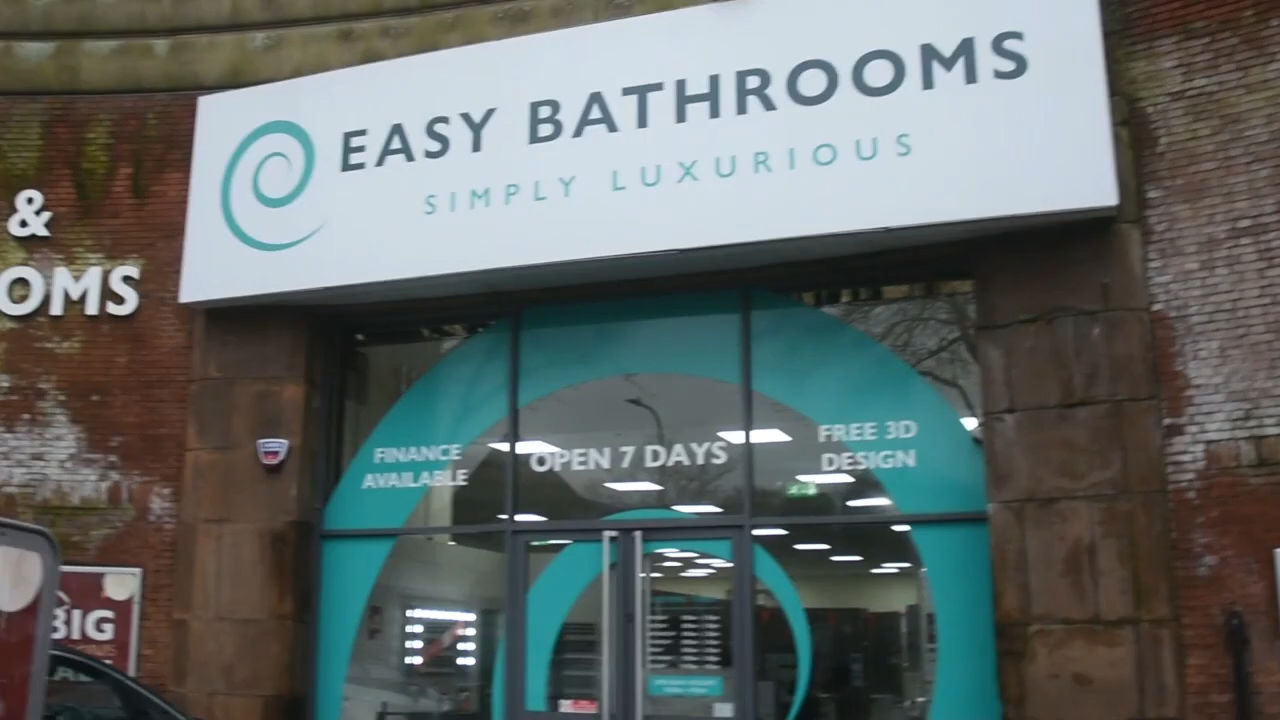 EASY BATHROOMS
SIMPLY LUXURIOUS
&
OMS
FINANCE
AVAILABLE
OPEN 7 DAYS
FREE 3D
DESIGN
BIG